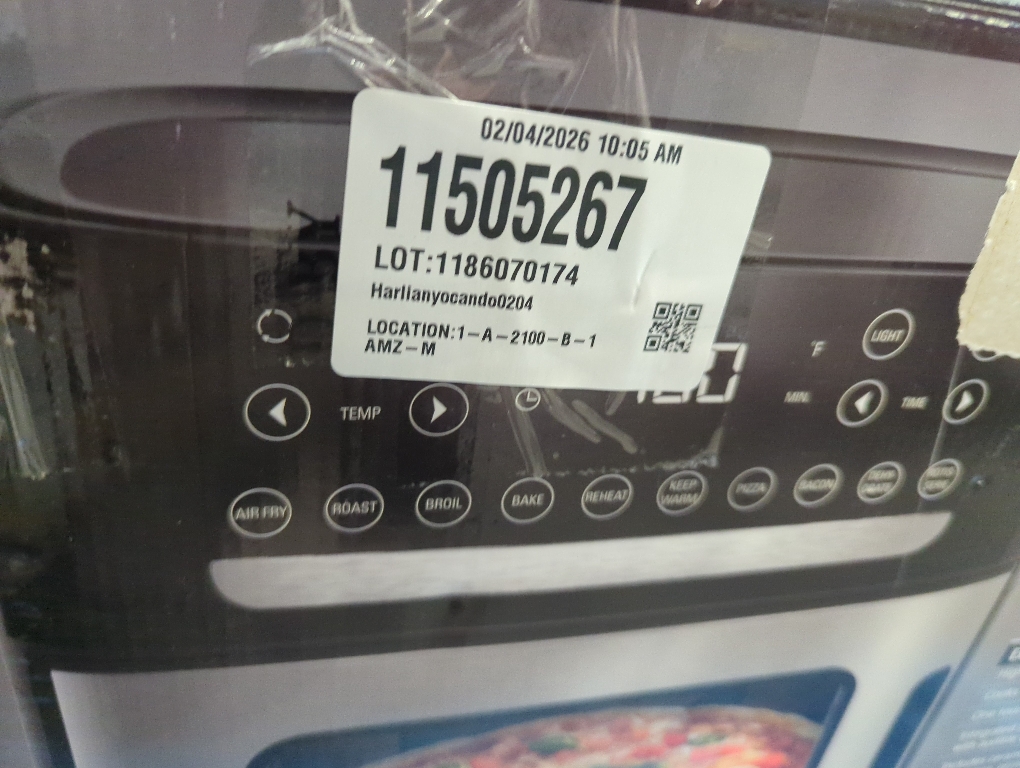 02/04/2026 10:05 AM
11505267
LOT:1186070174
Harlianyocando0204
LOCATION:1-A-2100-B-1
AMZ-M
°F
LIGHT
TEMP
MIN.
TIME
AIR FRY
ROAST
BROIL
BAKE
REHEAT
KEEP
WARM
PIZZA
BACON